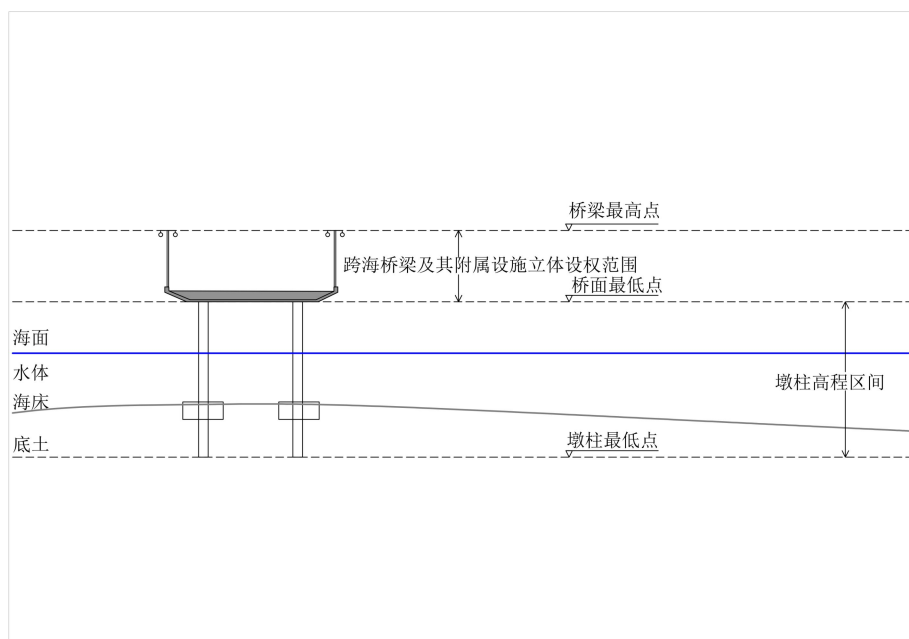 桥梁最高点
跨海桥梁及其附属设施立体设权范围
桥面最低点
海面
水体
墩柱高程区间
海床
墩柱最低点
底土